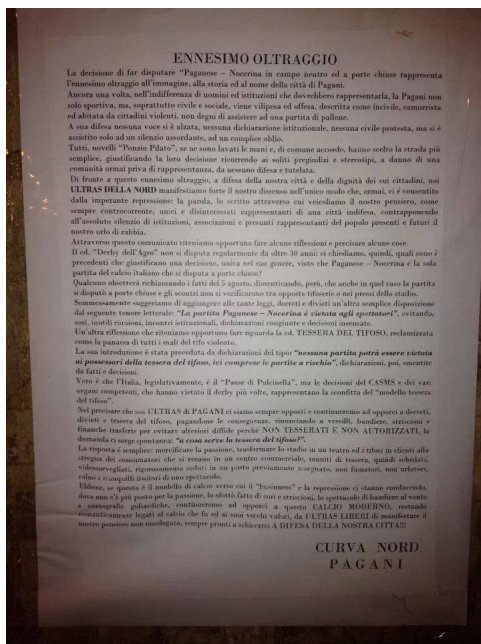 ENNESIMO OLTRAGGIO
La decisione di far disputare "Paganese – Nocerina in campo neutro ed a porte chiuse rappresenta
l'ennesimo oltraggio all'immagine, alla storia ed al nome della città di Pagani.
Ancora una volta, nell'indifferenza di uomini ed istituzioni che dovrebbero rappresentarla, la Pagani non
solo sportiva, ma, soprattutto civile e sociale, viene vilipesa ed offesa, descritta come incivile, camorrista
ed abitata da cittadini violenti, non degni di assistere ad una partita di pallone.
A sua difesa nessuna voce si è alzata, nessuna dichiarazione istituzionale, nessuna civile protesta, ma si è
assistito solo ad un silenzio assordante, ad un complice oblio.
Tutti, novelli "Ponzio Pilato", se ne sono lavati le mani e, di comune accordo, hanno scelto la strada più
semplice, giustificando la loro decisione ricorrendo ai soliti pregiudizi e stereotipi, a danno di una
comunità ormai priva di rappresentanza, da nessuno difesa e tutelata.
Di fronte a questo ennesimo oltraggio, a difesa della nostra città e della dignità dei suoi cittadini, noi
ULTRAS DELLA NORD manifestiamo forte il nostro dissenso nell'unico modo che, ormai, ci è consentito
dalla imperante repressione: la parola, lo scritto attraverso cui veicoliamo il nostro pensiero, come
sempre controcorrente, unici e disinteressati rappresentanti di una città indifesa, contrapponendo
all'assoluto silenzio di istituzioni, associazioni e presunti rappresentanti del popolo presenti e futuri il
nostro urlo di rabbia.
Attraverso questo comunicato riteniamo opportuno fare alcune riflessioni e precisare alcune cose.
Il cd. "Derby dell'Agro" non si disputa regolarmente da oltre 30 anni: ci chiediamo, quindi, quali sono i
precedenti che giustificano una decisione, unica nel suo genere, visto che Paganese – Nocerina è la sola
partita del calcio italiano che si disputa a porte chiuse?
Qualcuno obietterà richiamando i fatti del 5 agosto, dimenticando, però, che anche in quel caso la partita
si disputò a porte chiuse e gli scontri non si verificarono tra opposte tifoserie e nei pressi dello stadio.
Sommessamente suggeriamo di aggiungere alle tante leggi, decreti e divieti un'altra semplice disposizione
dal seguente tenore letterale: "La partita Paganese – Nocerina è vietata agli spettatori", evitando,
così, inutili riunioni, incontri istituzionali, dichiarazioni congiunte e decisioni insensate.
Un'altra riflessione che riteniamo opportuno fare riguarda la cd. TESSERA DEL TIFOSO, reclamizzata
come la panacea di tutti i mali del tifo violento.
La sua introduzione è stata preceduta da dichiarazioni del tipo: "nessuna partita potrà essere vietata
ai possessori della tessera del tifoso, ivi comprese le partite a rischio", dichiarazioni, poi, smentite
da fatti e decisioni.
Vero è che l'Italia, legislativamente, è il "Paese di Pulcinella", ma le decisioni del CASMS e dei vari
organi competenti, che hanno vietato il derby più volte, rappresentano la sconfitta del "modello tessera
del tifoso".
Nel precisare che noi ULTRAS di PAGANI ci siamo sempre opposti e continueremo ad opporci a decreti,
divieti e tessera del tifoso, pagandone le conseguenze, rinunciando a vessilli, bandiere, striscioni e
finanche trasferte per evitare ulteriori diffide perché NON TESSERATI E NON AUTORIZZATI, la
domanda ci sorge spontanea: "a cosa serve la tessera del tifoso?".
La risposta è semplice: mercificare la passione, trasformare lo stadio in un teatro ed i tifosi in clienti allo
stregua dei consumatori che si recano in un centro commerciale, muniti di tessera, quindi schedati,
videosorvegliati, rigorosamente seduti in un posto previamente assegnato, non fumatori, non urlatori,
calmi e tranquilli fruitori di uno spettacolo.
Ebbene, se questo è il modello di calcio verso cui il "business" e la repressione ci stanno conducendo,
dove non c'è più posto per la passione, lo sfottò fatto di cori e striscioni, lo spettacolo di bandiere al vento
e coreografie goliardiche, continueremo ad opporci a questo CALCIO MODERNO, restando
romanticamente legati al calcio che fu ed ai suoi vecchi valori, da ULTRAS LIBERI di manifestare il
nostro pensiero non omologato, sempre pronti a schierarci A DIFESA DELLA NOSTRA CITTA'!!!
CURVA NORD
PAGANI